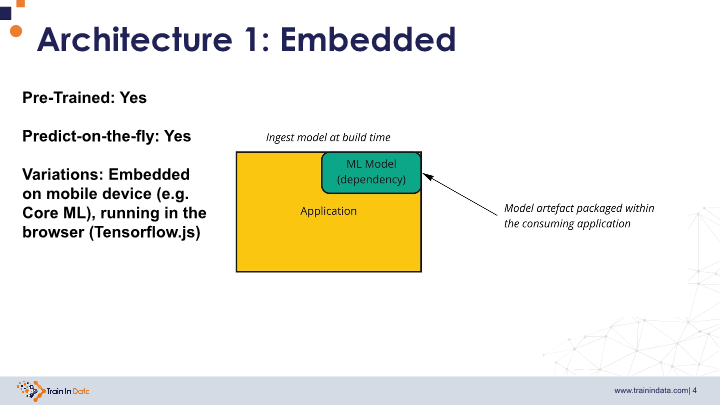 Architecture 1: Embedded
Pre-Trained: Yes
Predict-on-the-fly: Yes
Variations: Embedded
on mobile device (e.g.
Core ML), running in the
browser (Tensorflow.js)
Ingest model at build time
ML Model
(dependency)
Application
Model artefact packaged within
the consuming application
Train In Data
www.trainindata.com| 4